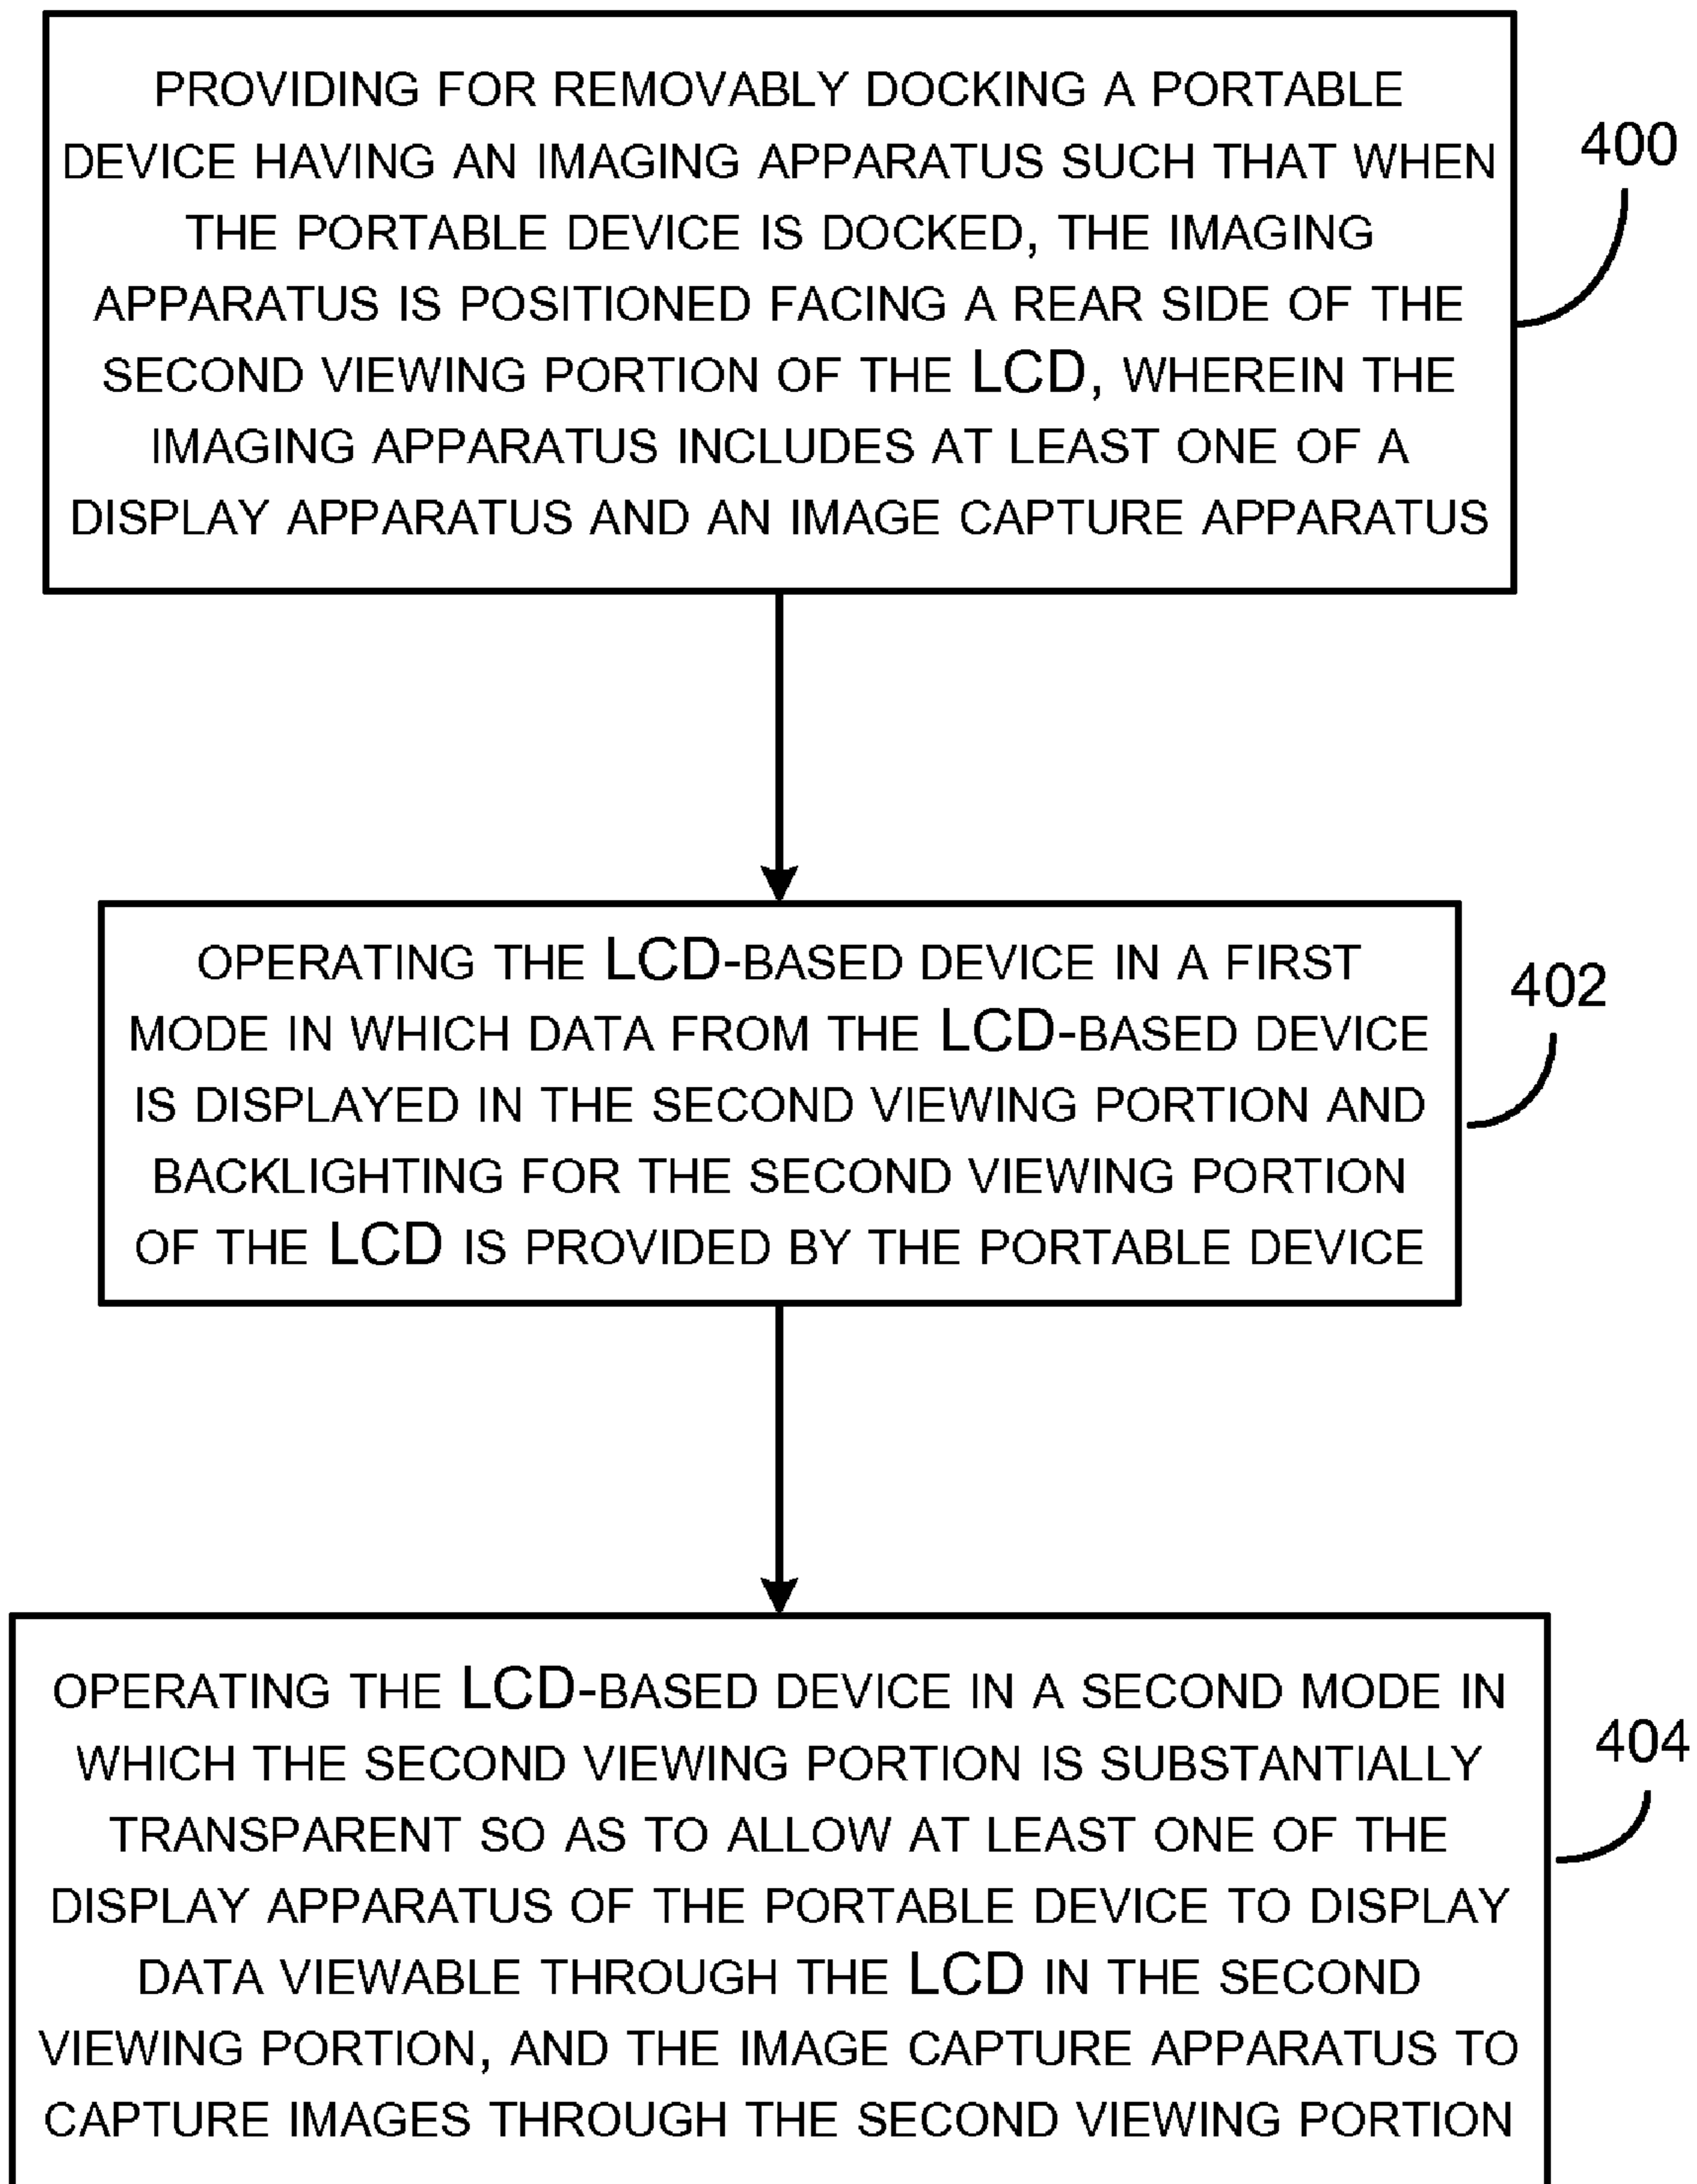 PROVIDING FOR REMOVABLY DOCKING A PORTABLE
DEVICE HAVING AN IMAGING APPARATUS SUCH THAT WHEN
THE PORTABLE DEVICE IS DOCKED, THE IMAGING
APPARATUS IS POSITIONED FACING A REAR SIDE OF THE
SECOND VIEWING PORTION OF THE LCD, WHEREIN THE
IMAGING APPARATUS INCLUDES AT LEAST ONE OF A
DISPLAY APPARATUS AND AN IMAGE CAPTURE APPARATUS
400
OPERATING THE LCD-BASED DEVICE IN A FIRST
MODE IN WHICH DATA FROM THE LCD-BASED DEVICE
IS DISPLAYED IN THE SECOND VIEWING PORTION AND
BACKLIGHTING FOR THE SECOND VIEWING PORTION
OF THE LCD IS PROVIDED BY THE PORTABLE DEVICE
402
OPERATING THE LCD-BASED DEVICE IN A SECOND MODE IN
WHICH THE SECOND VIEWING PORTION IS SUBSTANTIALLY
TRANSPARENT SO AS TO ALLOW AT LEAST ONE OF THE
DISPLAY APPARATUS OF THE PORTABLE DEVICE TO DISPLAY
DATA VIEWABLE THROUGH THE LCD IN THE SECOND
VIEWING PORTION, AND THE IMAGE CAPTURE APPARATUS TO
CAPTURE IMAGES THROUGH THE SECOND VIEWING PORTION
404